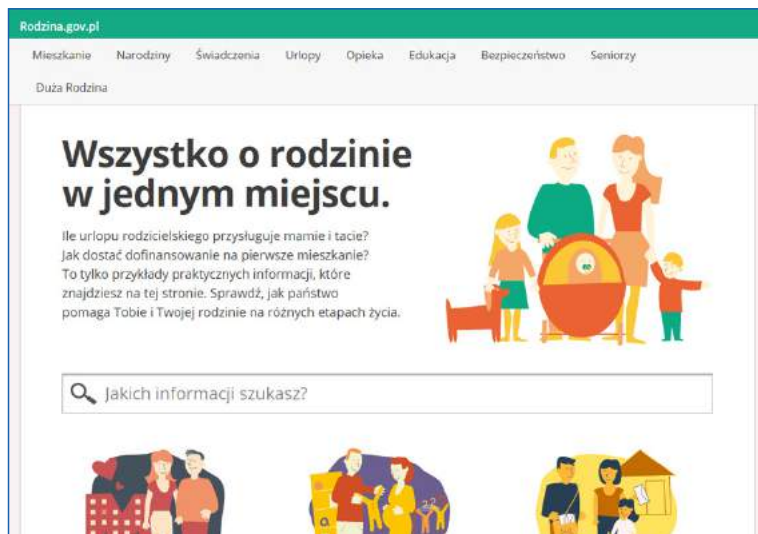 Rodzina.gov.pl
Mieszkanie Narodziny Świadczenia Urlopy Opieka Edukacja Bezpieczeństwo Seniorzy
Duża Rodzina
Wszystko o rodzinie
w jednym miejscu.
Ile urlopu rodzicielskiego przysługuje mamie i tacie?
Jak dostać dofinansowanie na pierwsze mieszkanie?
To tylko przykłady praktycznych informacji, które
znajdziesz na tej stronie. Sprawdź, jak państwo
pomaga Tobie i Twojej rodzinie na różnych etapach życia.
Jakich informacji szukasz?
a